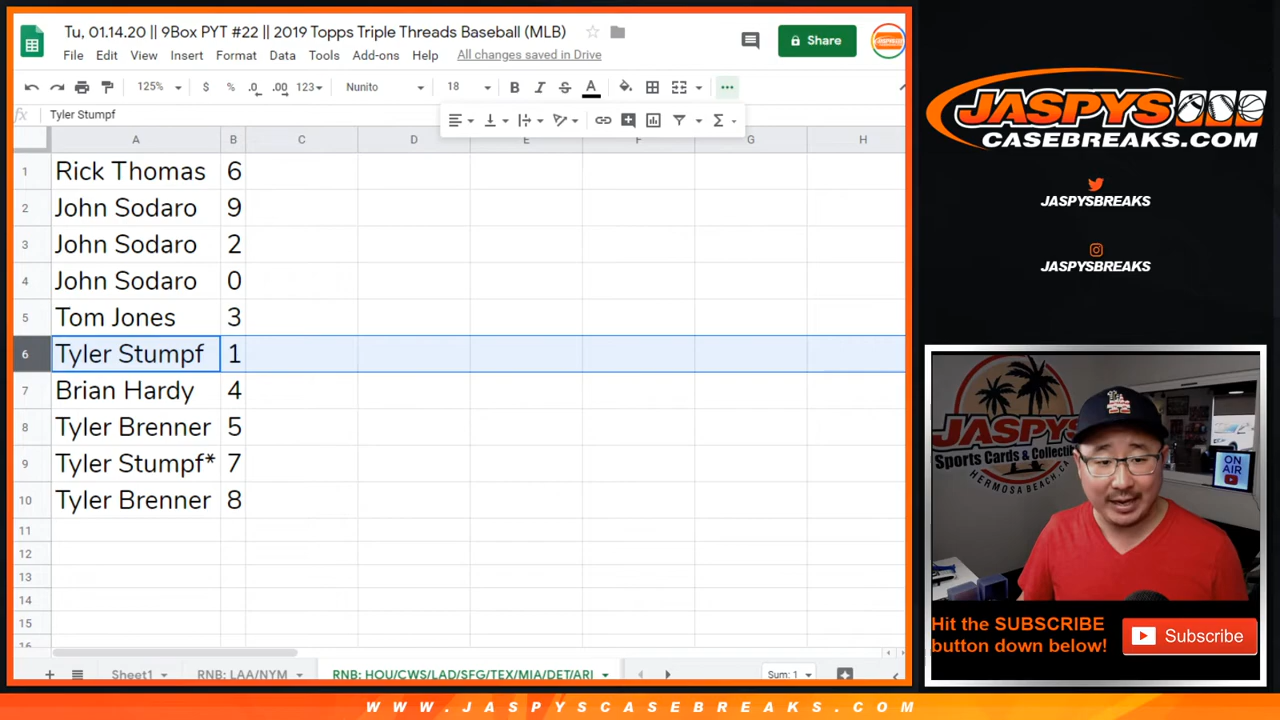 Tu, 01.14.20 || 9Box PYT #22 || 2019 Topps Triple Threads Baseball (MLB)
File Edit View Insert Format Data Tools Add-ons Help All changes saved in Drive
Share
125% $ % .0 .00 123 Nunito 18 B I S A
fx Tyler Stumpf
A B C D E F G H
1 Rick Thomas 6
2 John Sodaro 9
3 John Sodaro 2
4 John Sodaro 0
5 Tom Jones 3
6 Tyler Stumpf 1
7 Brian Hardy 4
8 Tyler Brenner 5
9 Tyler Stumpf* 7
10 Tyler Brenner 8
11
12
13
14
15
16
Sheet1 RNB: LAA/NYM RNB: HOU/CWS/LAD/SFG/TEX/MIA/DET/ARI Sum: 1
JASPYS
CASEBREAKS.COM
JASPYSBREAKS
JASPYSBREAKS
JASPYS
Sports Cards & Collectib
HERMOSA BEACH, CA
ON
AIR
Hit the SUBSCRIBE
button down below!
Subscribe
WWW.JASPYSCASEBREAKS.COM